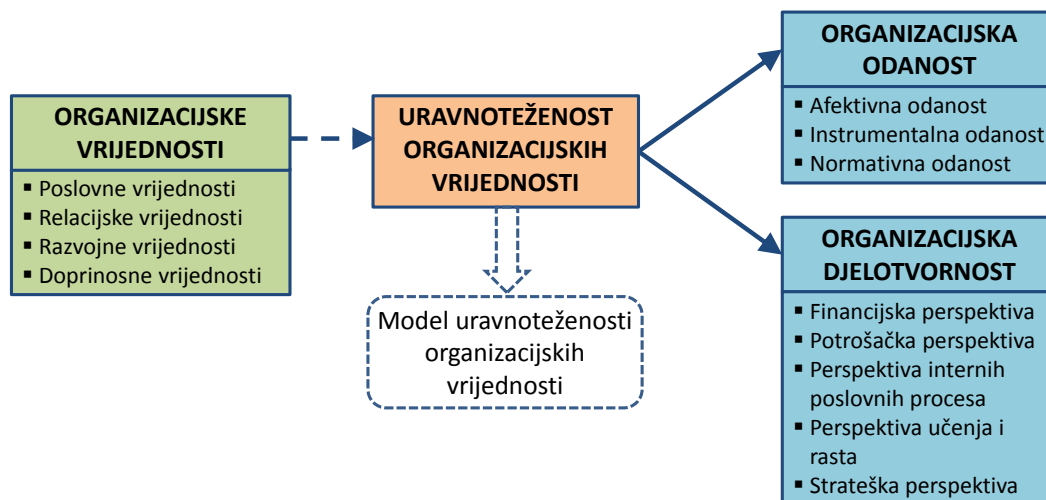 ORGANIZACIJSKE
VRIJEDNOSTI
▪ Poslovne vrijednosti
▪ Relacijske vrijednosti
▪ Razvojne vrijednosti
▪ Doprinosne vrijednosti
URAVNOTEŽENOST
ORGANIZACIJSKIH
VRIJEDNOSTI
Model uravnoteženosti
organizacijskih
vrijednosti
ORGANIZACIJSKA
ODANOST
▪ Afektivna odanost
▪ Instrumentalna odanost
▪ Normativna odanost
ORGANIZACIJSKA
DJELOTVORNOST
▪ Financijska perspektiva
▪ Potrošačka perspektiva
▪ Perspektiva internih
poslovnih procesa
▪ Perspektiva učenja i
rasta
▪ Strateška perspektiva